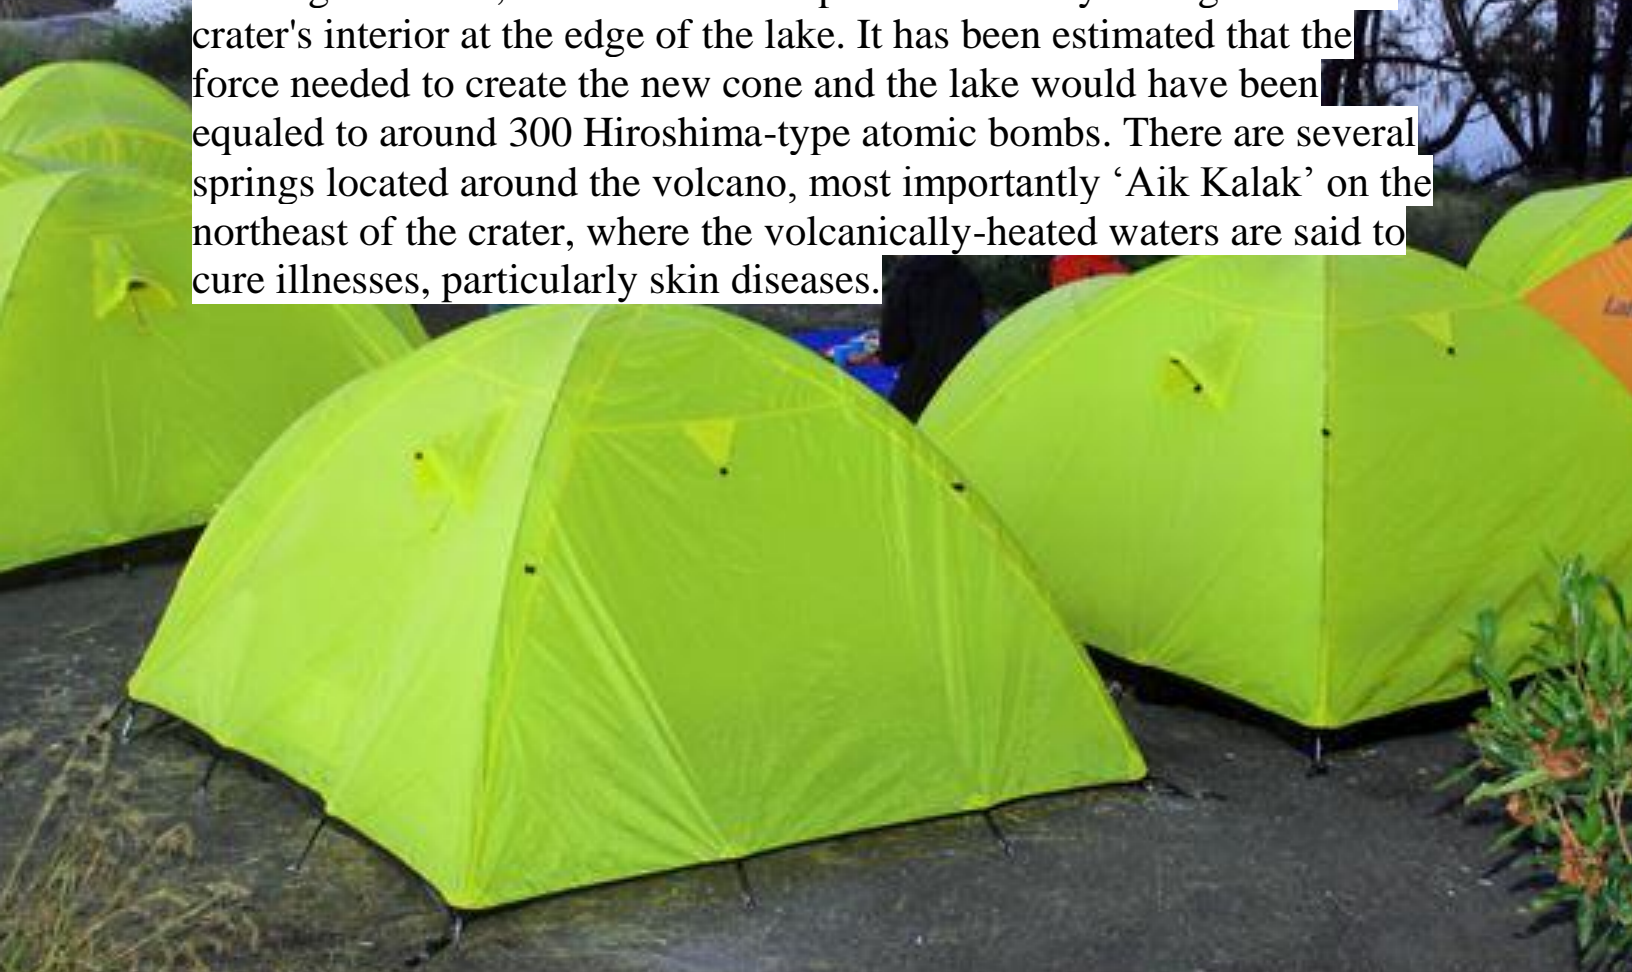 crater's interior at the edge of the lake. It has been estimated that the
force needed to create the new cone and the lake would have been
equaled to around 300 Hiroshima-type atomic bombs. There are several
springs located around the volcano, most importantly ‘Aik Kalak’ on the
northeast of the crater, where the volcanically-heated waters are said to
cure illnesses, particularly skin diseases.